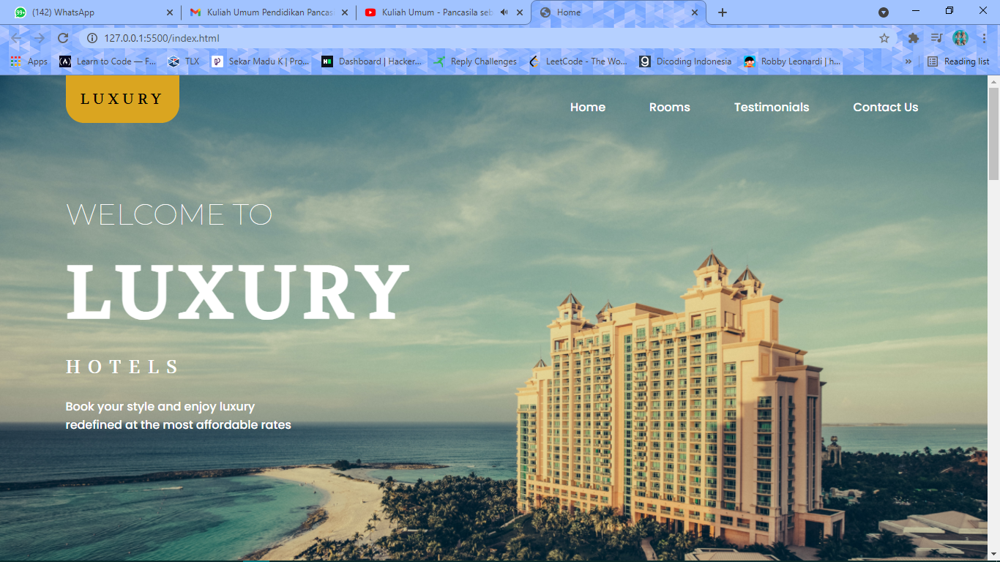 (142) WhatsApp
Kuliah Umum Pendidikan Pancasi
Kuliah Umum - Pancasila seb
Home
127.0.0.1:5500/index.html
Apps
Learn to Code — F...
TLX
Sekar Madu K | Pro...
Dashboard | Hacker...
Reply Challenges
LeetCode - The Wo...
Dicoding Indonesia
Robby Leonardi | h...
»
Reading list
LUXURY
Home Rooms Testimonials Contact Us
WELCOME TO
LUXURY
HOTELS
Book your style and enjoy luxury
redefined at the most affordable rates